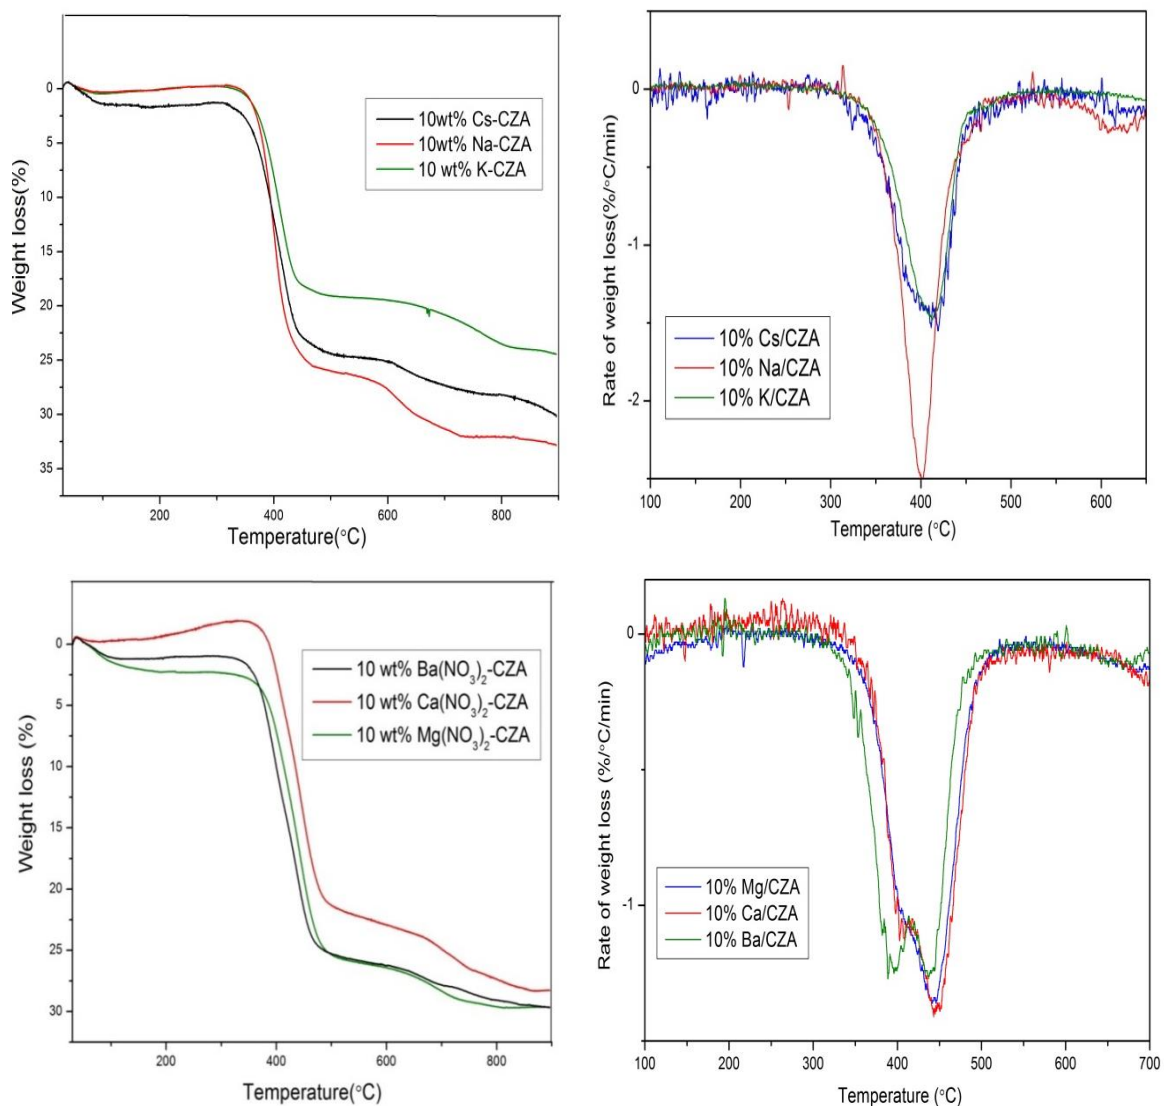 0
5
10
15
20
25
30
35
Weight loss(%)
10wt% Cs-CZA
10wt% Na-CZA
10 wt% K-CZA
200
400
600
800
Temperature(°C)
0
-1
-2
Rate of weight loss(%/°C/min)
10% Cs/CZA
10% Na/CZA
10% K/CZA
100
200
300
400
500
600
Temperature (°C)
0
5
10
15
20
25
30
Weight loss (%)
10 wt% Ba(NO3)2-CZA
10 wt% Ca(NO3)2-CZA
10 wt% Mg(NO3)2-CZA
200
400
600
800
Temperature(°C)
0
-1
Rate of weight loss (%/°C/min)
10% Mg/CZA
10% Ca/CZA
10% Ba/CZA
100
200
300
400
500
600
700
Temperature (°C)